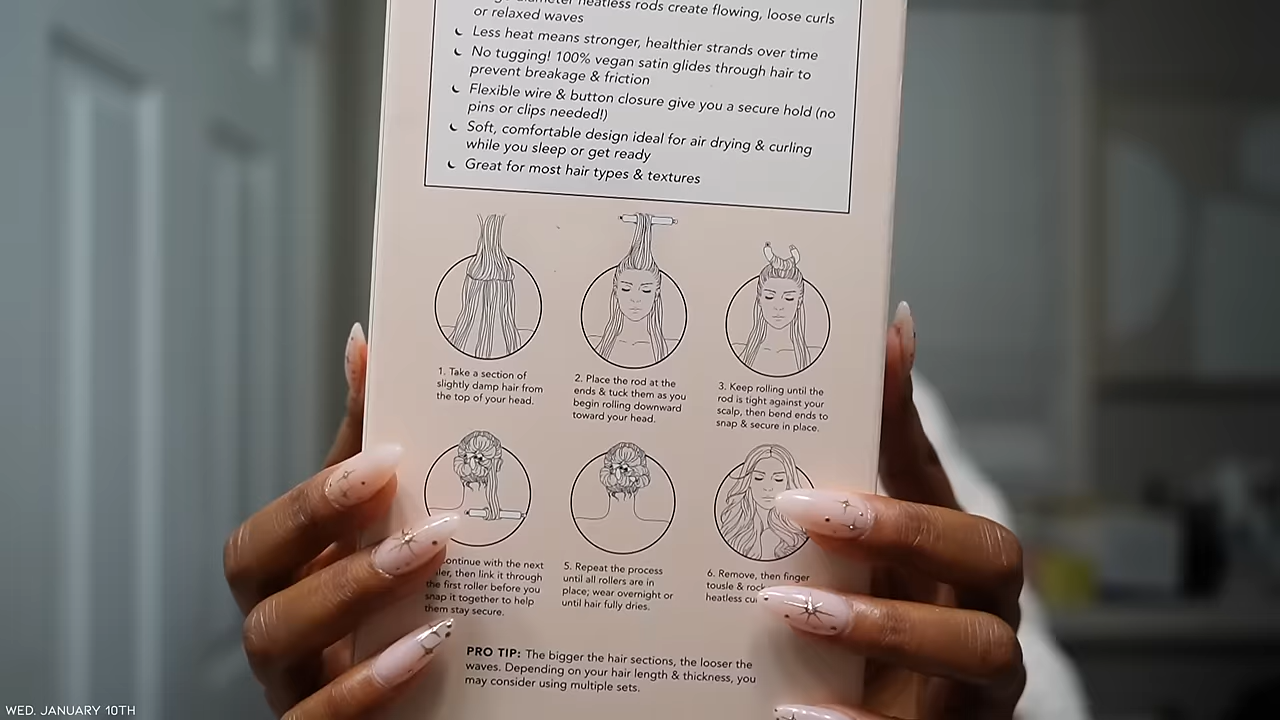 heatless rods create flowing, loose curls
or relaxed waves
Less heat means stronger, healthier strands over time
No tugging! 100% vegan satin glides through hair to
prevent breakage & friction
Flexible wire & button closure give you a secure hold (no
pins or clips needed!)
Soft, comfortable design ideal for air drying & curling
while you sleep or get ready
Great for most hair types & textures
1. Take a section of
slightly damp hair from
the top of your head.
2. Place the rod at the
ends & tuck them as you
begin rolling downward
toward your head.
3. Keep rolling until the
rod is tight against your
scalp, then bend ends to
snap & secure in place.
with the next
then link it through
the first roller before you
snap it together to help
them stay secure.
5. Repeat the process
until all rollers are in
place; wear overnight or
until hair fully dries.
6. Remove, then finger
tousle & rock
heatless
PRO TIP: The bigger the hair sections, the looser the
waves. Depending on your hair length & thickness, you
may consider using multiple sets.
WED. JANUARY 10TH